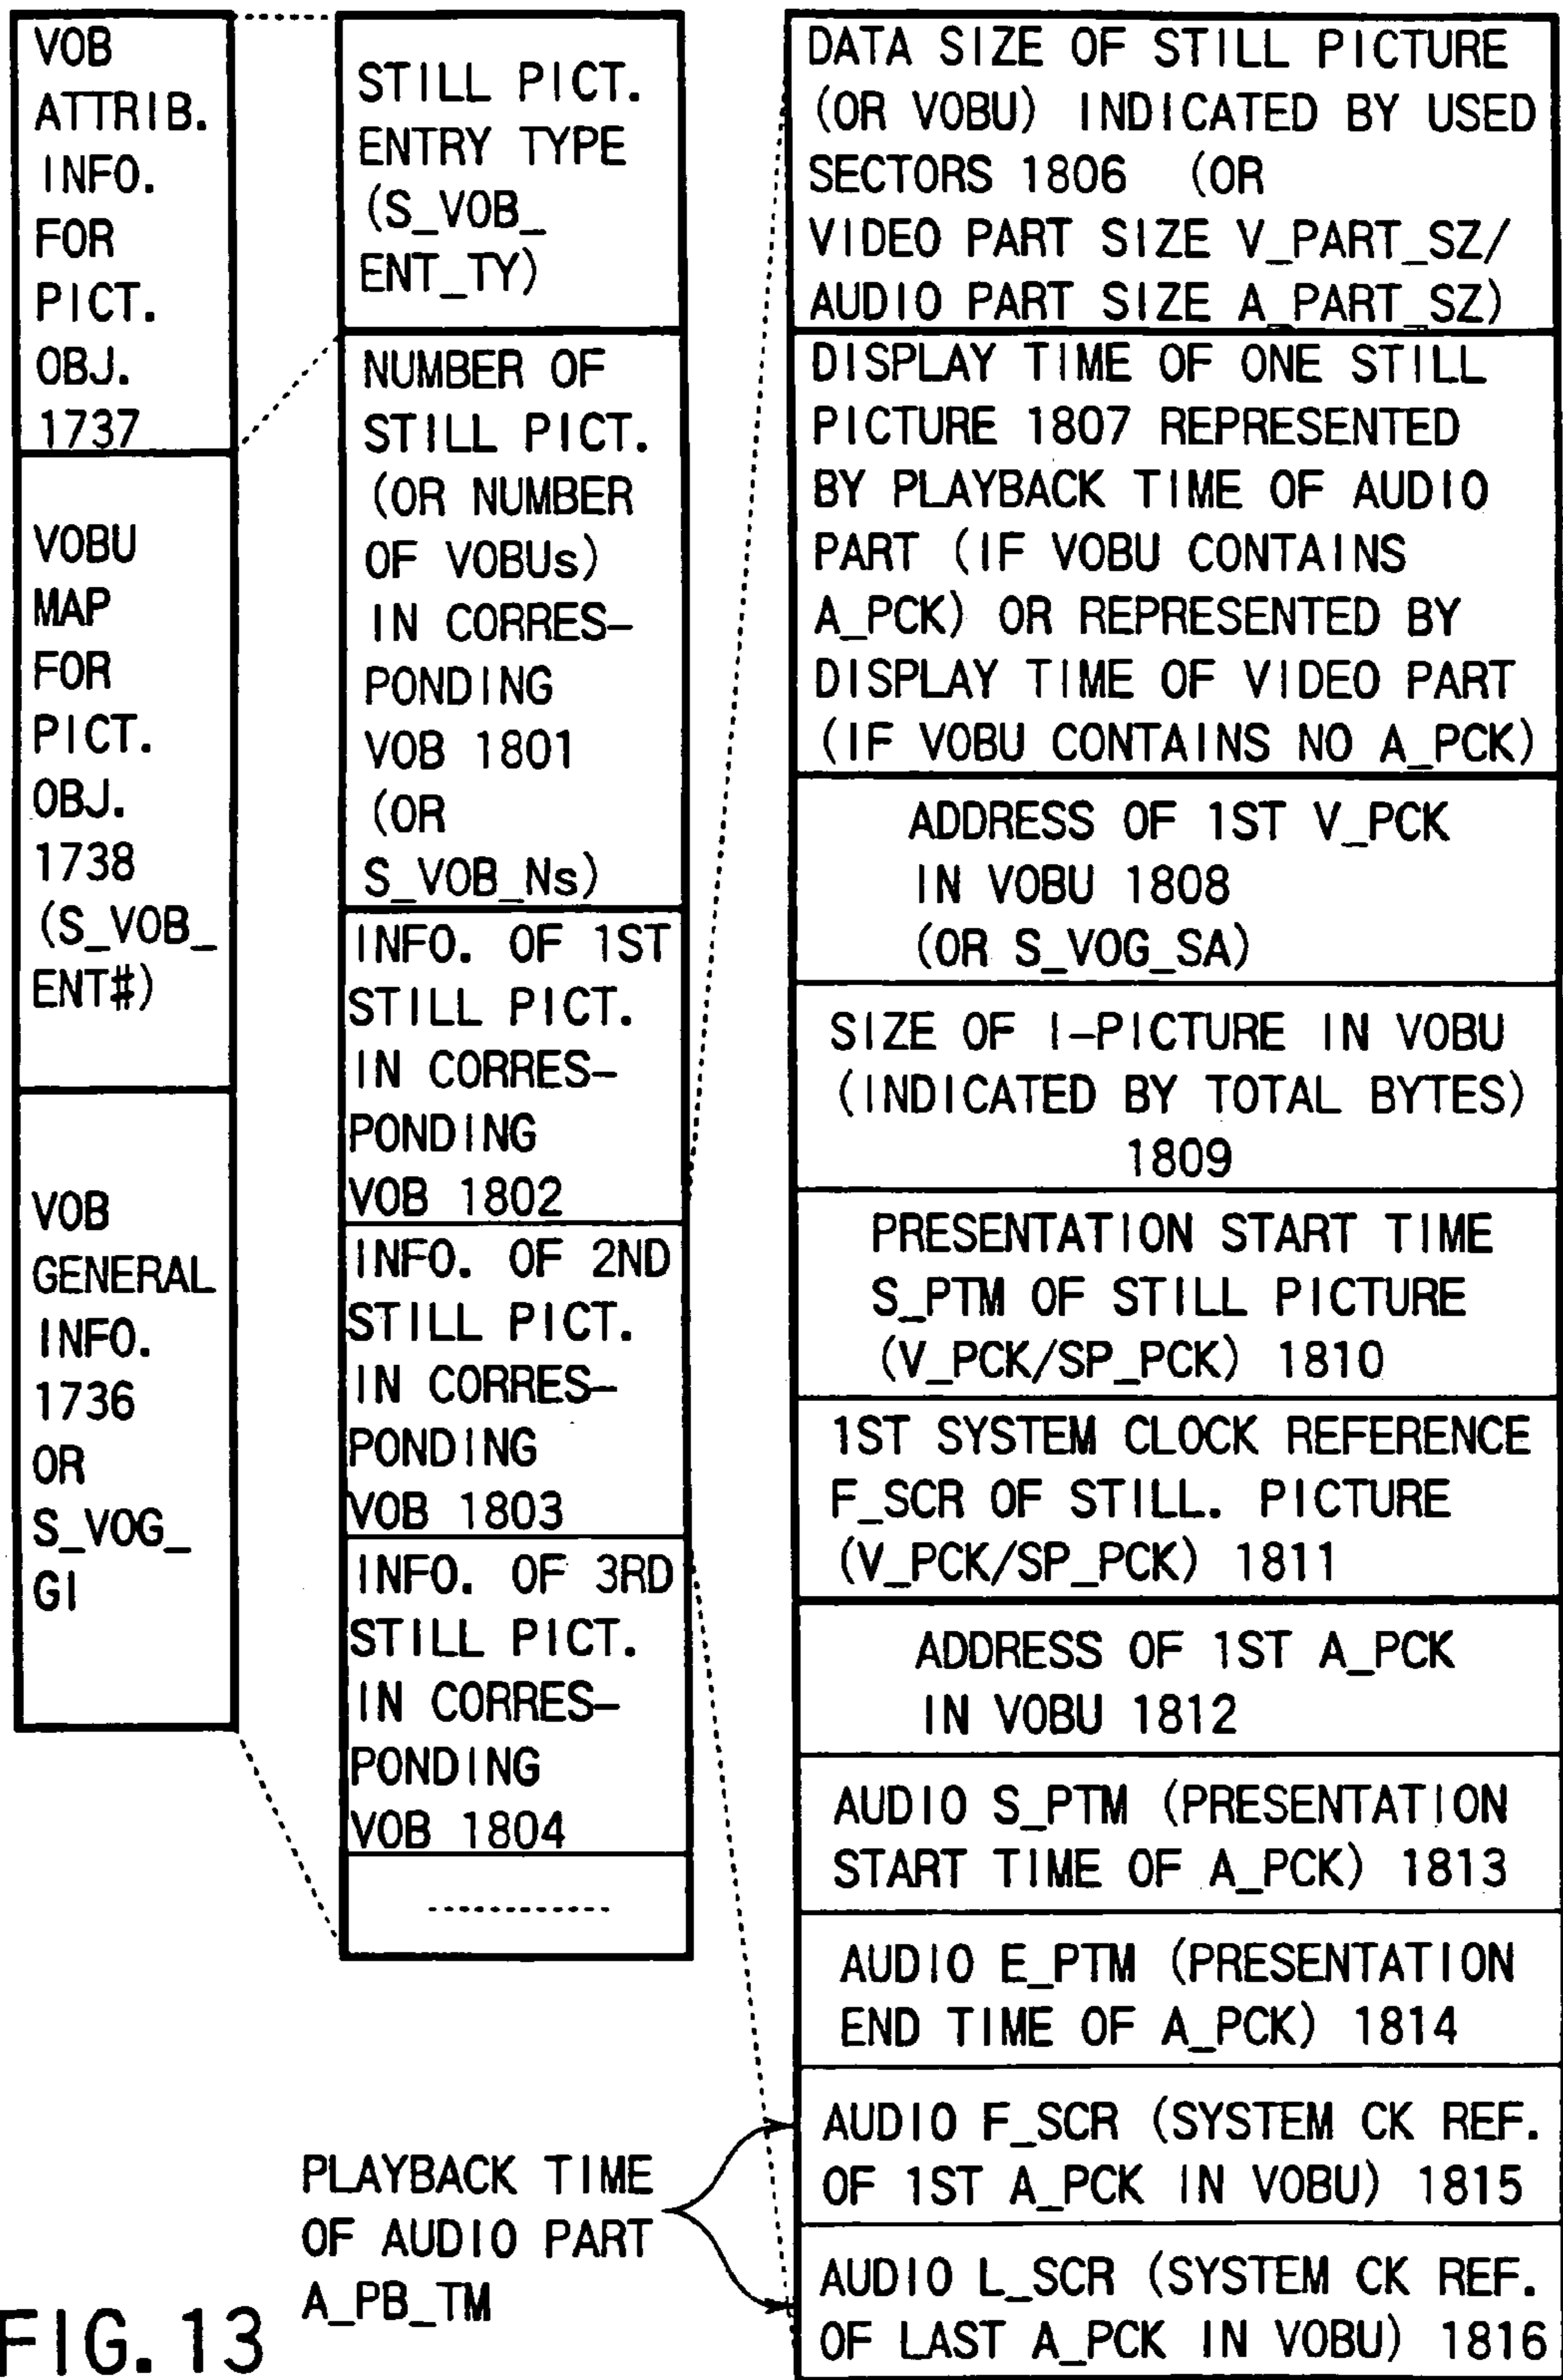 VOB
ATTRIB.
INFO.
FOR
PICT.
OBJ.
1737
VOBU
MAP
FOR
PICT.
OBJ.
1738
(S_VOB_
ENT#)
VOB
GENERAL
INFO.
1736
OR
S_VOG_
GI
STILL PICT.
ENTRY TYPE
(S_VOB_
ENT_TY)
NUMBER OF
STILL PICT.
(OR NUMBER
OF VOBUs)
IN CORRES-
PONDING
VOB 1801
(OR
S_VOB_Ns)
INFO. OF 1ST
STILL PICT.
IN CORRES-
PONDING
VOB 1802
INFO. OF 2ND
STILL PICT.
IN CORRES-
PONDING
VOB 1803
INFO. OF 3RD
STILL PICT.
IN CORRES-
PONDING
VOB 1804
DATA SIZE OF STILL PICTURE
(OR VOBU) INDICATED BY USED
SECTORS 1806 (OR
VIDEO PART SIZE V_PART_SZ/
AUDIO PART SIZE A_PART_SZ)
DISPLAY TIME OF ONE STILL
PICTURE 1807 REPRESENTED
BY PLAYBACK TIME OF AUDIO
PART (IF VOBU CONTAINS
A_PCK) OR REPRESENTED BY
DISPLAY TIME OF VIDEO PART
(IF VOBU CONTAINS NO A_PCK)
ADDRESS OF 1ST V_PCK
IN VOBU 1808
(OR S_VOG_SA)
SIZE OF I-PICTURE IN VOBU
(INDICATED BY TOTAL BYTES)
1809
PRESENTATION START TIME
S_PTM OF STILL PICTURE
(V_PCK/SP_PCK) 1810
1ST SYSTEM CLOCK REFERENCE
F_SCR OF STILL. PICTURE
(V_PCK/SP_PCK) 1811
ADDRESS OF 1ST A_PCK
IN VOBU 1812
AUDIO S_PTM (PRESENTATION
START TIME OF A_PCK) 1813
AUDIO E_PTM (PRESENTATION
END TIME OF A_PCK) 1814
AUDIO F_SCR (SYSTEM CK REF.
OF 1ST A_PCK IN VOBU) 1815
AUDIO L_SCR (SYSTEM CK REF.
OF LAST A_PCK IN VOBU) 1816
PLAYBACK TIME
OF AUDIO PART
A_PB_TM
FIG. 13